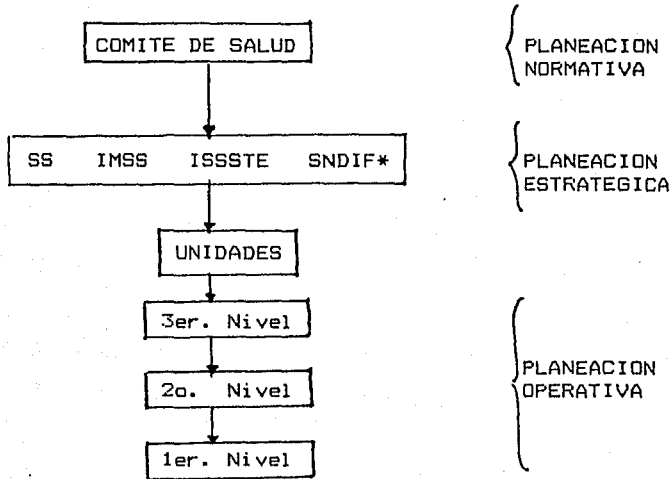 COMITE DE SALUD
PLANEACION
NORMATIVA
SS IMSS ISSSTE SNDIF*
PLANEACION
ESTRATEGICA
UNIDADES
3er. Nivel
2o. Nivel
PLANEACION
OPERATIVA
1er. Nivel